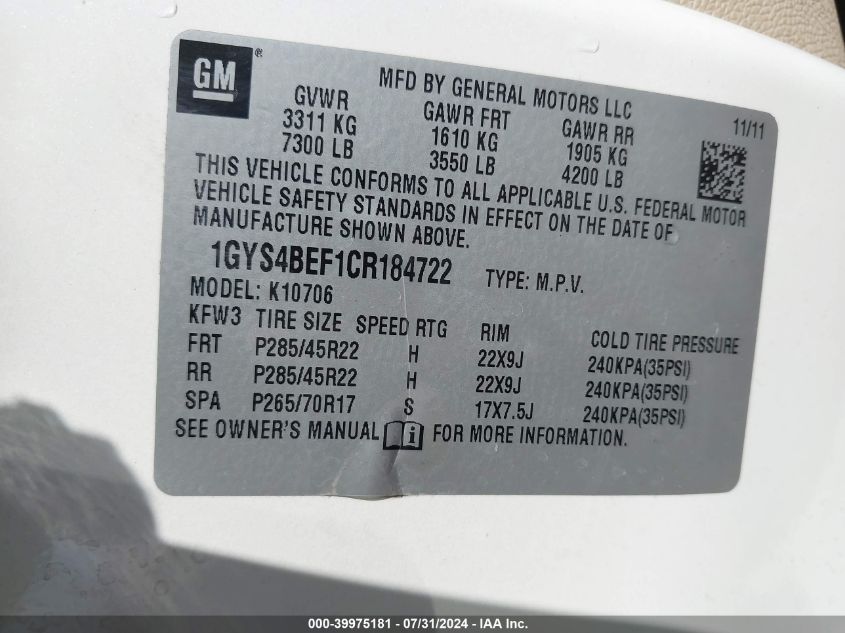 GM ®
MFD BY GENERAL MOTORS LLC
GVWR GAWR FRT GAWR RR 11/11
3311 KG 1610 KG 1905 KG
7300 LB 3550 LB 4200 LB
THIS VEHICLE CONFORMS TO ALL APPLICABLE U.S. FEDERAL MOTOR
VEHICLE SAFETY STANDARDS IN EFFECT ON THE DATE OF
MANUFACTURE SHOWN ABOVE.
1GYS4BEF1CR184722 TYPE: M.P.V.
MODEL: K10706
KFW3 TIRE SIZE SPEED RTG RIM COLD TIRE PRESSURE
FRT P285/45R22 H 22X9J 240KPA(35PSI)
RR P285/45R22 H 22X9J 240KPA(35PSI)
SPA P265/70R17 S 17X7.5J 240KPA(35PSI)
SEE OWNER'S MANUAL i FOR MORE INFORMATION.
000-39975181 - 07/31/2024 - IAA Inc.